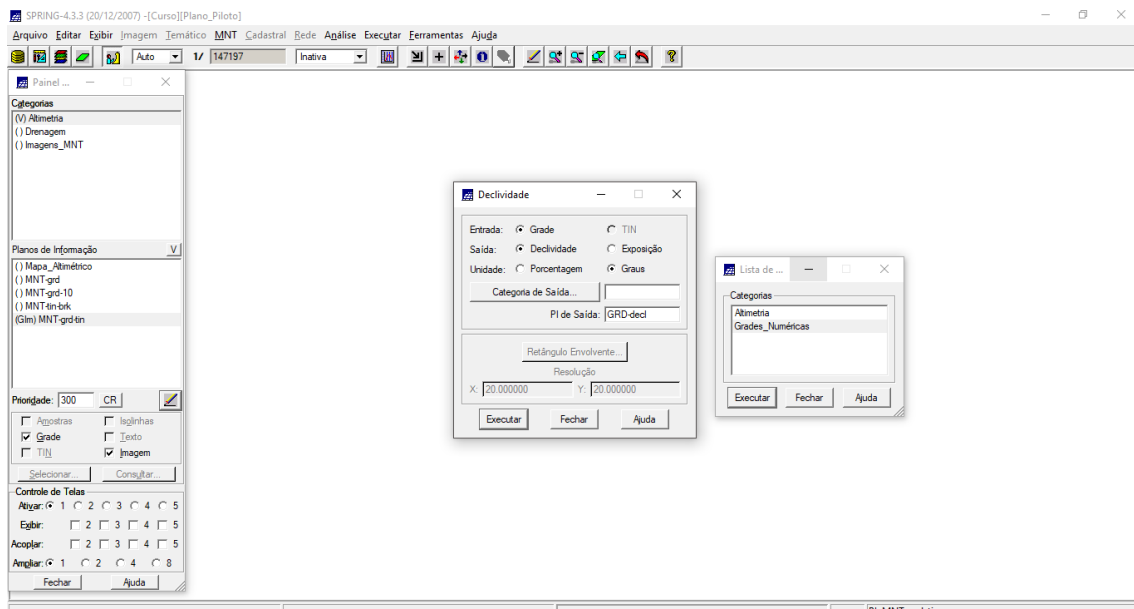 SPRING-4.3.3 (20/12/2007) -[Curso][Plano_Piloto]
Arquivo Editar Exibir Imagem Temático MNT Cadastral Rede Análise Executar Ferramentas Ajuda
Auto 1/ 147197 Inativa
Painel ...
Categorias
(V) Altimetria
( ) Drenagem
( ) Imagens_MNT
Planos de Informação V
( ) Mapa_Altimétrico
( ) MNT-grd
( ) MNT-grd-10
( ) MNT-tin-brk
(GIm) MNT-grd-tin
Prioridade: 300 CR
Amostras Isolinhas
Grade Texto
TIN Imagem
Selecionar... Consultar...
Controle de Telas
Ativar: 1 2 3 4 5
Exibir: 2 3 4 5
Acoplar: 2 3 4 5
Ampliar: 1 2 4 8
Fechar Ajuda
Declividade
Entrada: Grade TIN
Saída: Declividade Exposição
Unidade: Porcentagem Graus
Categoria de Saída...
PI de Saída: GRD-decl
Retângulo Envolvente...
Resolução
X: 20.000000 Y: 20.000000
Executar Fechar Ajuda
Lista de ...
Categorias
Altimetria
Grades_Numéricas
Executar Fechar Ajuda